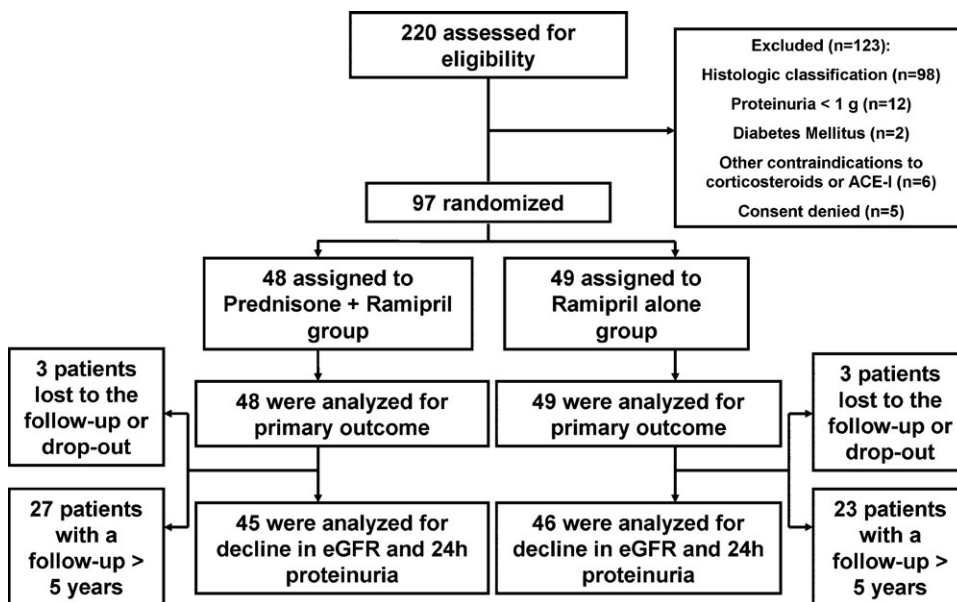 220 assessed for
eligibility
Excluded (n=123):
Histologic classification (n=98)
Proteinuria < 1 g (n=12)
Diabetes Mellitus (n=2)
Other contraindications to
corticosteroids or ACE-I (n=6)
Consent denied (n=5)
97 randomized
48 assigned to
Prednisone + Ramipril
group
49 assigned to
Ramipril alone
group
3 patients
lost to the
follow-up or
drop-out
48 were analyzed for
primary outcome
49 were analyzed for
primary outcome
3 patients
lost to the
follow-up or
drop-out
27 patients
with a
follow-up >
5 years
45 were analyzed for
decline in eGFR and 24h
proteinuria
46 were analyzed for
decline in eGFR and 24h
proteinuria
23 patients
with a
follow-up >
5 years